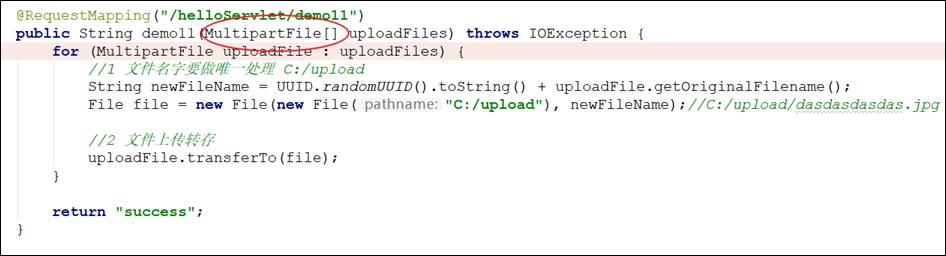 @RequestMapping("/helloServlet/demo11")
public String demo11(MultipartFile[] uploadFiles) throws IOException {
for (MultipartFile uploadFile : uploadFiles) {
//1 文件名字要做唯一处理 C:/upload
String newFileName = UUID.randomUUID().toString() + uploadFile.getOriginalFilename();
File file = new File(new File( pathname: "C:/upload"), newFileName);//C:/upload/dasdasdasdas.jpg
//2 文件上传转存
uploadFile.transferTo(file);
}
return "success";
}